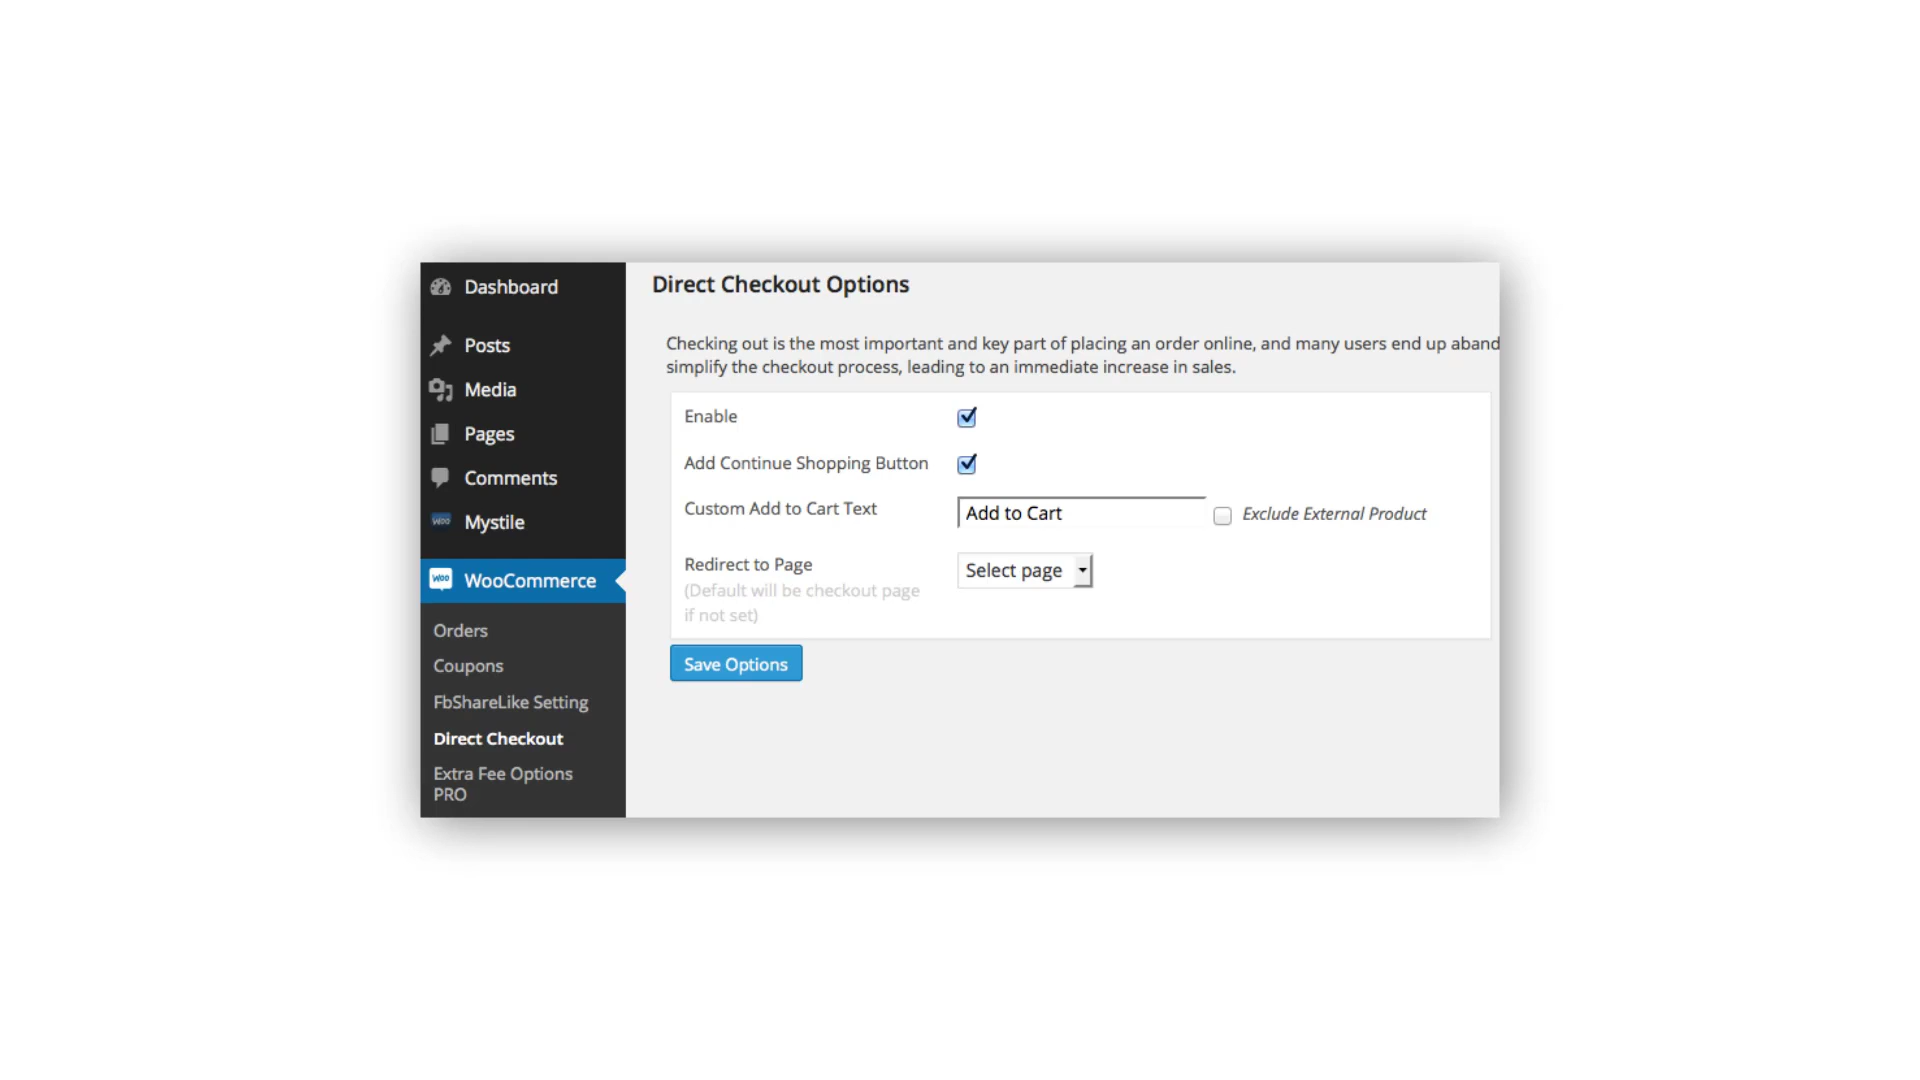 Dashboard
Posts
Media
Pages
Comments
Mystile
WooCommerce
Orders
Coupons
FbShareLike Setting
Direct Checkout
Extra Fee Options
PRO
Direct Checkout Options
Checking out is the most important and key part of placing an order online, and many users end up aband
simplify the checkout process, leading to an immediate increase in sales.
Enable
Add Continue Shopping Button
Custom Add to Cart Text
Add to Cart
Exclude External Product
Redirect to Page
(Default will be checkout page
if not set)
Select page
Save Options